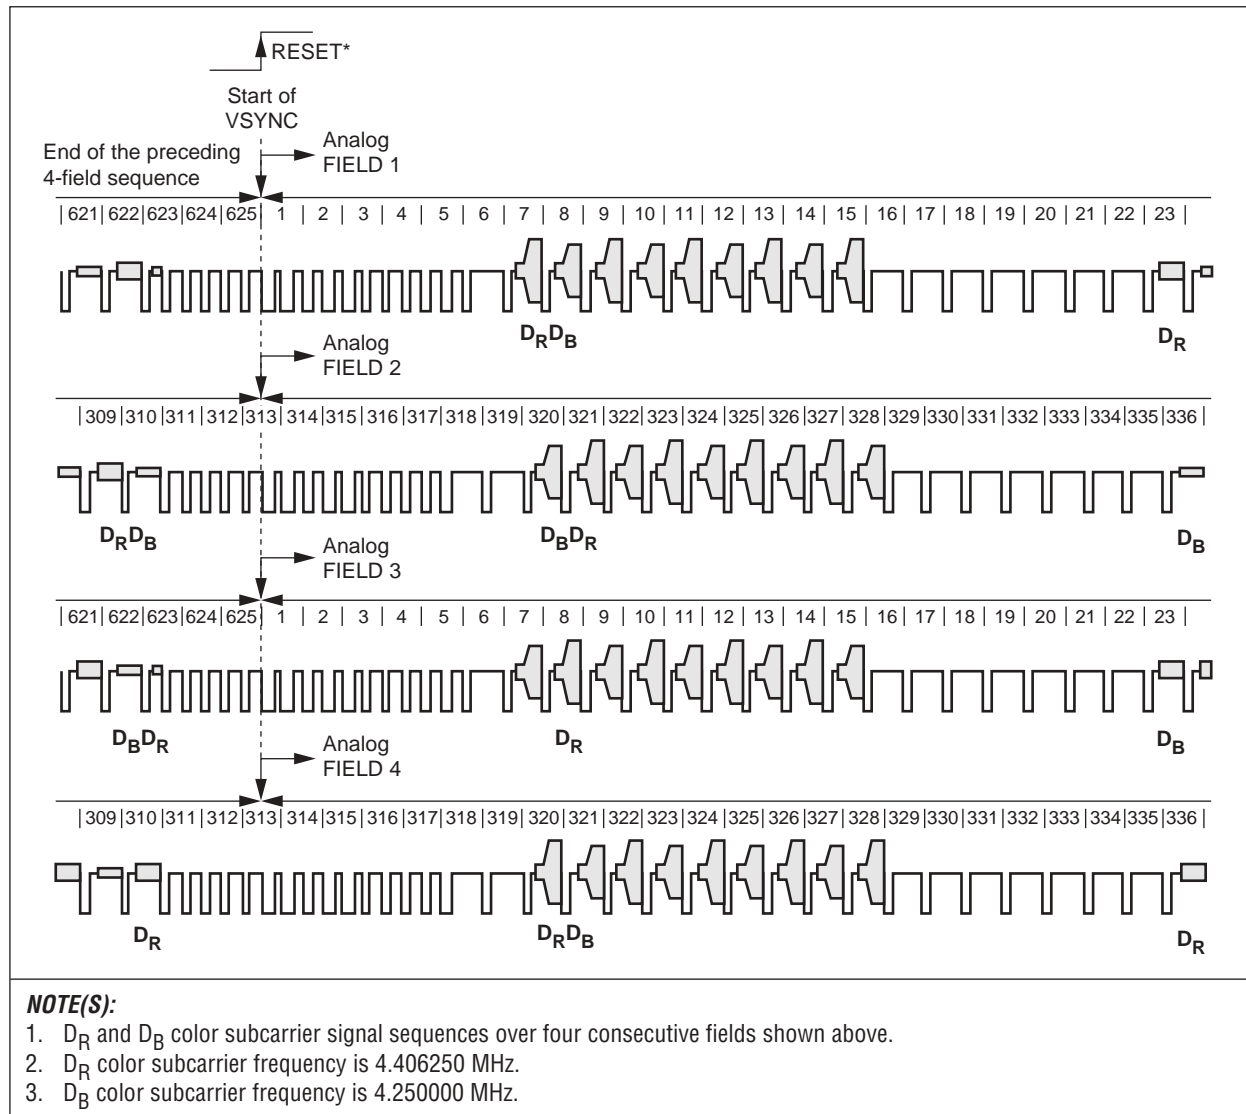 RESET*
Start of
VSYNC
Analog
FIELD 1
End of the preceding
4-field sequence
| 621 | 622 | 623 | 624 | 625 | 1 | 2 | 3 | 4 | 5 | 6 | 7 | 8 | 9 | 10 | 11 | 12 | 13 | 14 | 15 | 16 | 17 | 18 | 19 | 20 | 21 | 22 | 23 |
DRDB DR
Analog
FIELD 2
| 309 | 310 | 311 | 312 | 313 | 314 | 315 | 316 | 317 | 318 | 319 | 320 | 321 | 322 | 323 | 324 | 325 | 326 | 327 | 328 | 329 | 330 | 331 | 332 | 333 | 334 | 335 | 336 |
DRDB DBDR DB
Analog
FIELD 3
| 621 | 622 | 623 | 624 | 625 | 1 | 2 | 3 | 4 | 5 | 6 | 7 | 8 | 9 | 10 | 11 | 12 | 13 | 14 | 15 | 16 | 17 | 18 | 19 | 20 | 21 | 22 | 23 |
DBDR DR DB
Analog
FIELD 4
| 309 | 310 | 311 | 312 | 313 | 314 | 315 | 316 | 317 | 318 | 319 | 320 | 321 | 322 | 323 | 324 | 325 | 326 | 327 | 328 | 329 | 330 | 331 | 332 | 333 | 334 | 335 | 336 |
DR DRDB DR
NOTE(S):
1. DR and DB color subcarrier signal sequences over four consecutive fields shown above.
2. DR color subcarrier frequency is 4.406250 MHz.
3. DB color subcarrier frequency is 4.250000 MHz.